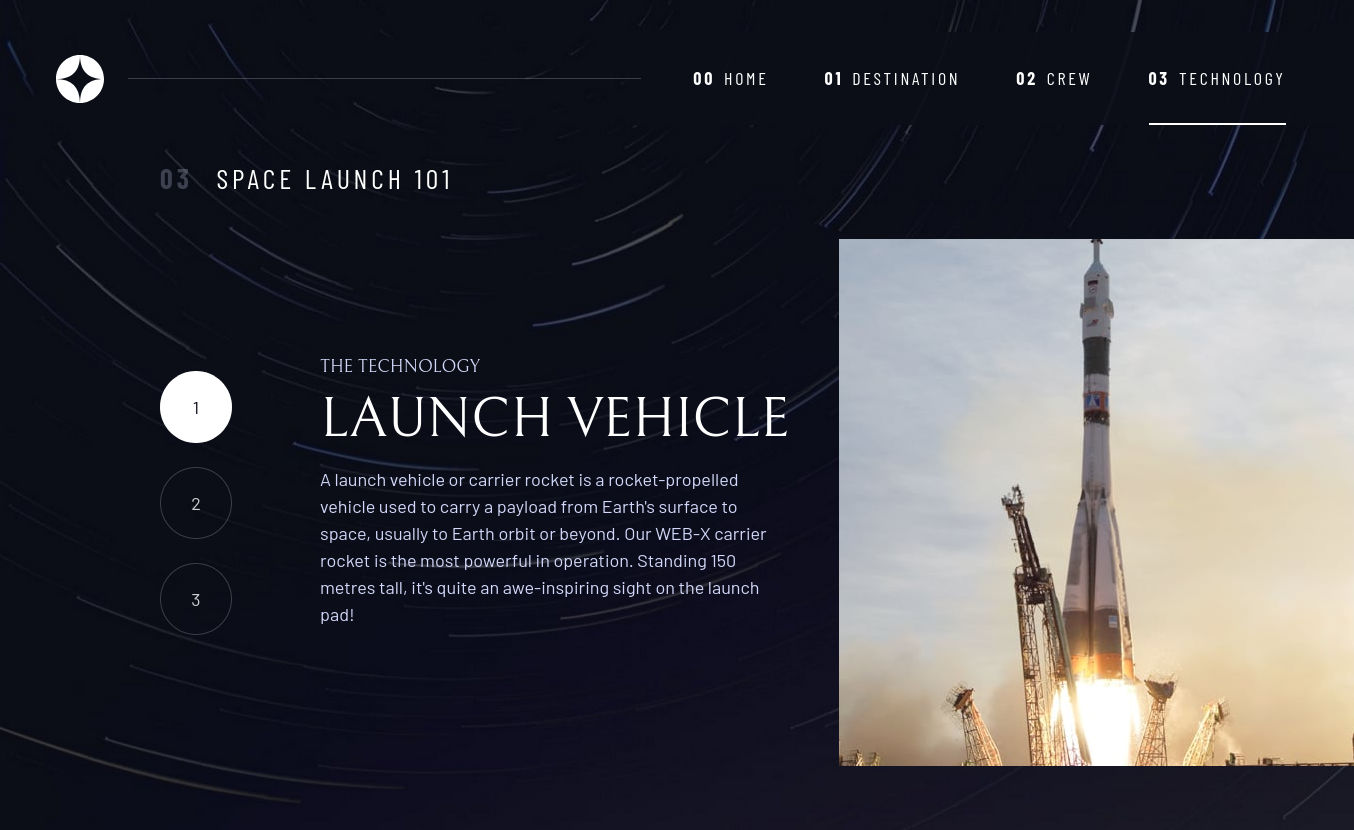 00 HOME
01 DESTINATION
02 CREW
03 TECHNOLOGY
03 SPACE LAUNCH 101
1
2
3
THE TECHNOLOGY
LAUNCH VEHICLE
A launch vehicle or carrier rocket is a rocket-propelled
vehicle used to carry a payload from Earth's surface to
space, usually to Earth orbit or beyond. Our WEB-X carrier
rocket is the most powerful in operation. Standing 150
metres tall, it's quite an awe-inspiring sight on the launch
pad!